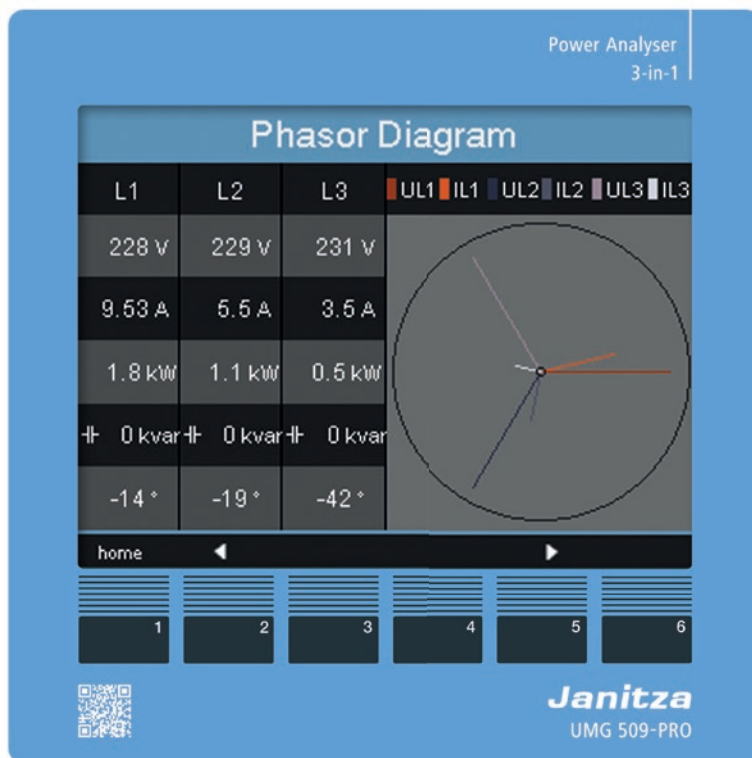 Power Analyser
3-in-1
Phasor Diagram
L1 L2 L3 UL1 IL1 UL2 IL2 UL3 IL3
228 V 229 V 231 V
9.53 A 5.5 A 3.5 A
1.8 kW 1.1 kW 0.5 kW
0 kvar 0 kvar 0 kvar
-14 ° -19 ° -42 °
home
1 2 3 4 5 6
Janitza
UMG 509-PRO